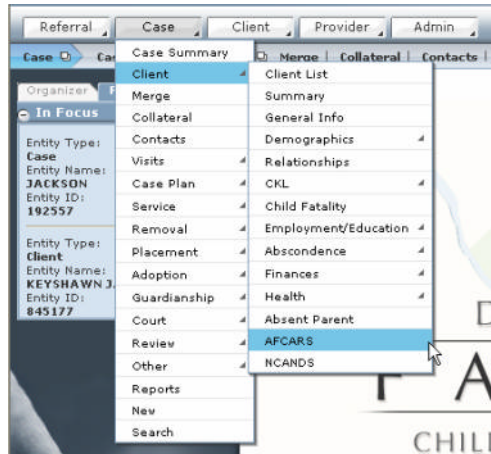 Referral Case Client Provider Admin
Case Merge Collateral Contacts
Organizer
In Focus
Entity Type:
Case
Entity Name:
JACKSON
Entity ID:
192557
Entity Type:
Client
Entity Name:
KEYSHAWN J.
Entity ID:
845177
Case Summary
Client
Merge
Collateral
Contacts
Visits
Case Plan
Service
Removal
Placement
Adoption
Guardianship
Court
Review
Other
Reports
New
Search
Client List
Summary
General Info
Demographics
Relationships
CKL
Child Fatality
Employment/Education
Abscondence
Finances
Health
Absent Parent
AFCARS
NCANDS
CHIL